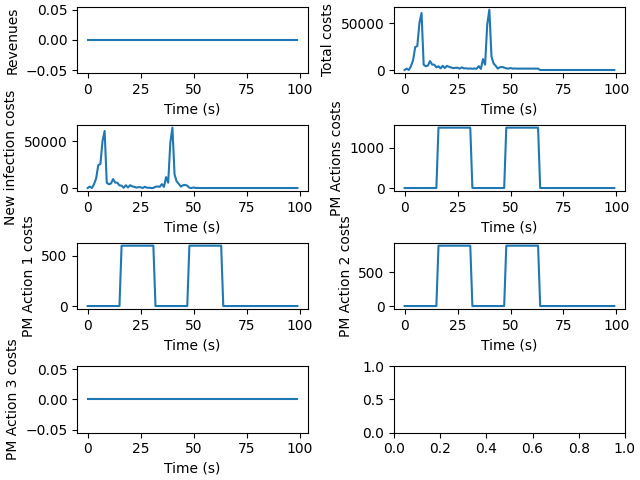 Revenues
0.05
0.00
−0.05
0 25 50 75 100
Time (s)
Total costs
50000
0
0 25 50 75 100
Time (s)
New infection costs
50000
0
0 25 50 75 100
Time (s)
PM Actions costs
1000
0
0 25 50 75 100
Time (s)
PM Action 1 costs
500
0
0 25 50 75 100
Time (s)
PM Action 2 costs
500
0
0 25 50 75 100
Time (s)
PM Action 3 costs
0.05
0.00
−0.05
0 25 50 75 100
Time (s)
1.0
0.5
0.0
0.0 0.2 0.4 0.6 0.8 1.0